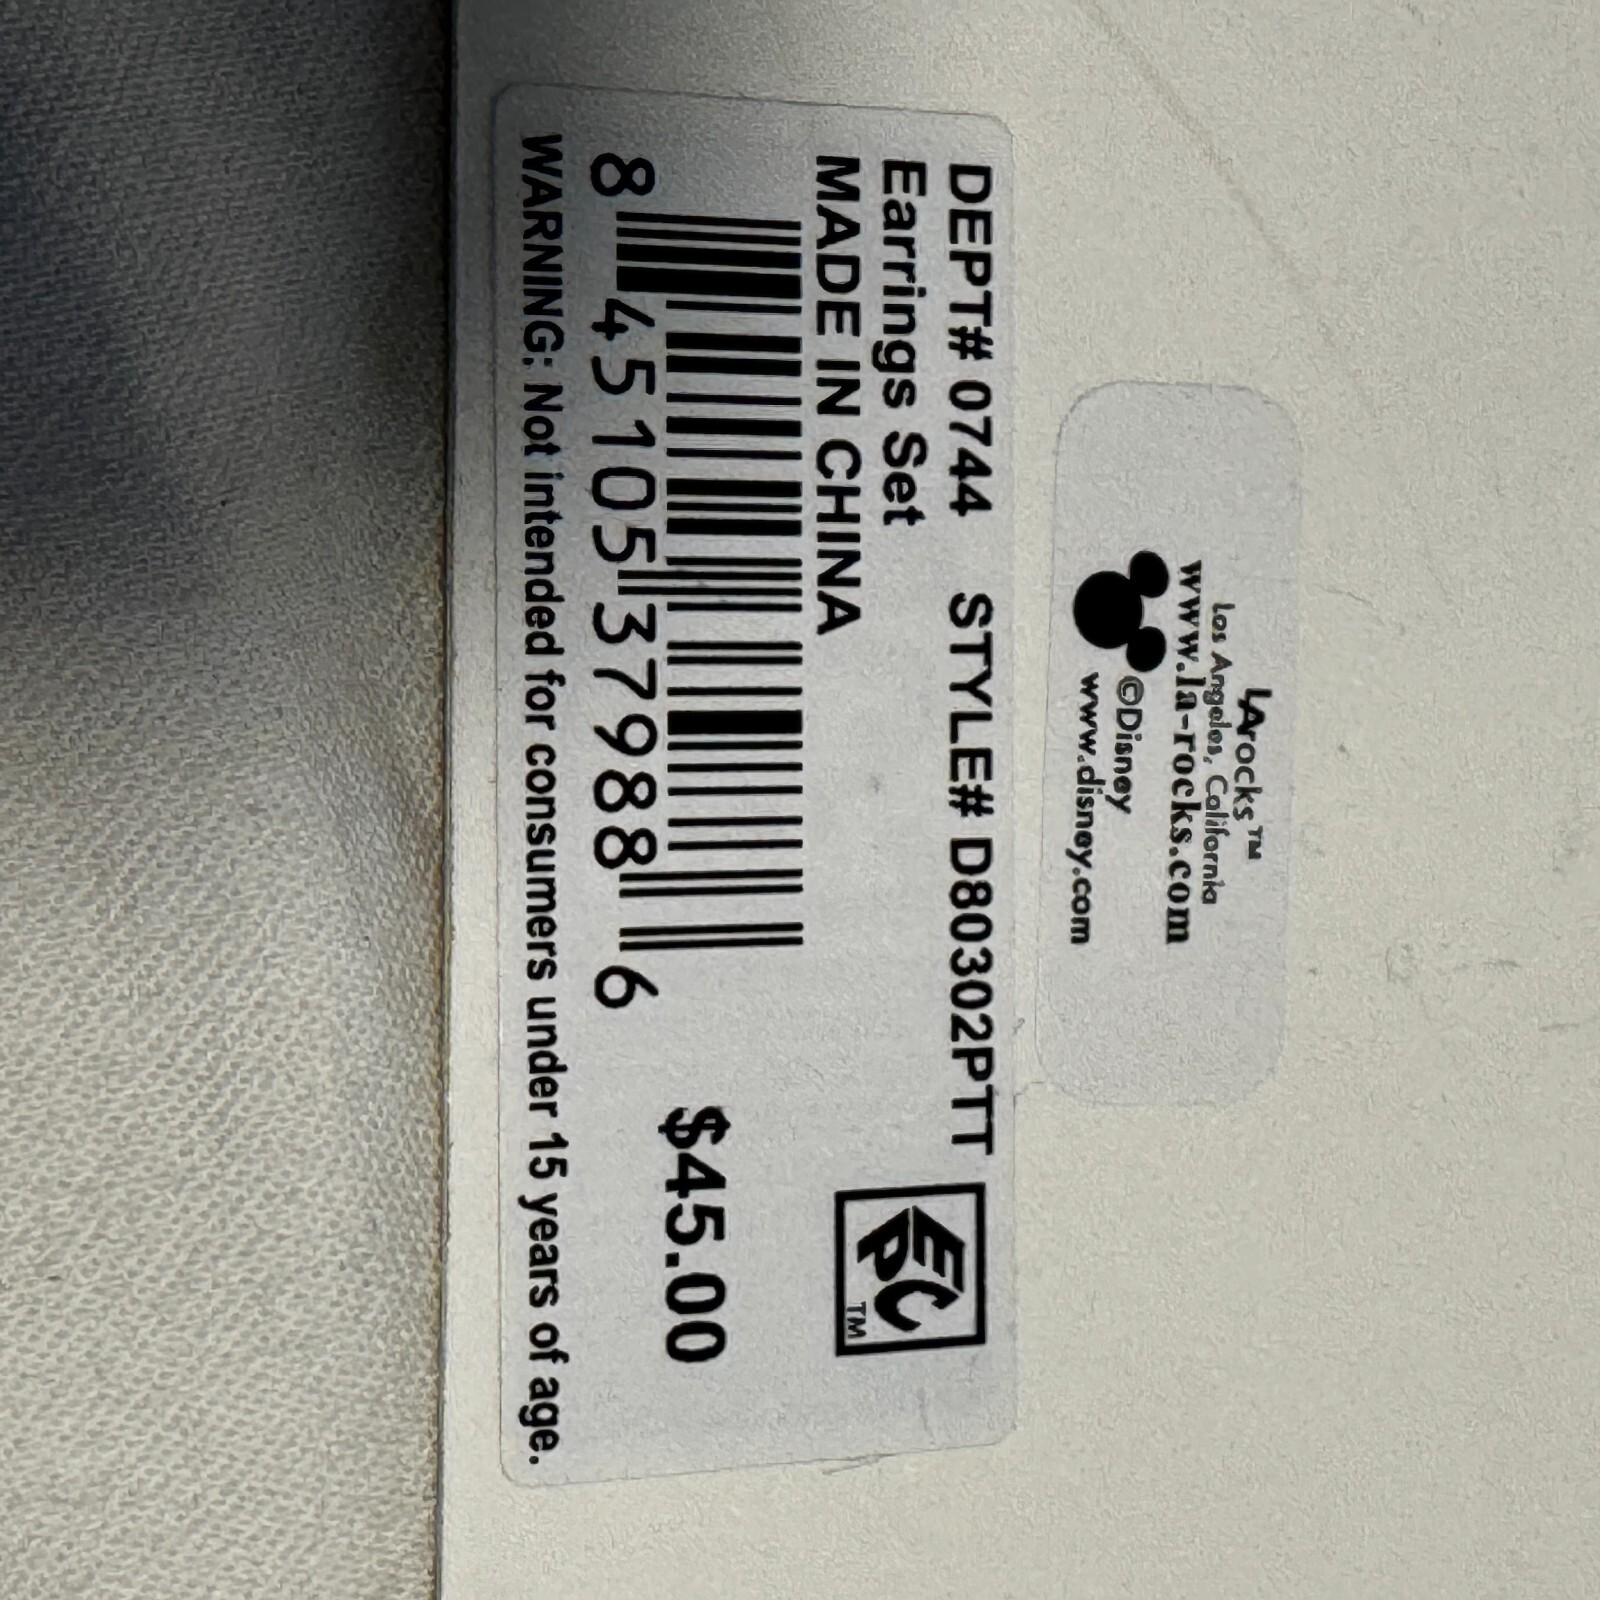 LArocks™
Los Angeles, California
www.la-rocks.com
©Disney
www.disney.com
DEPT# 0744 STYLE# D80302PTT
Earrings Set
MADE IN CHINA
EPC™
8 45105 37988 6
$45.00
WARNING: Not intended for consumers under 15 years of age.